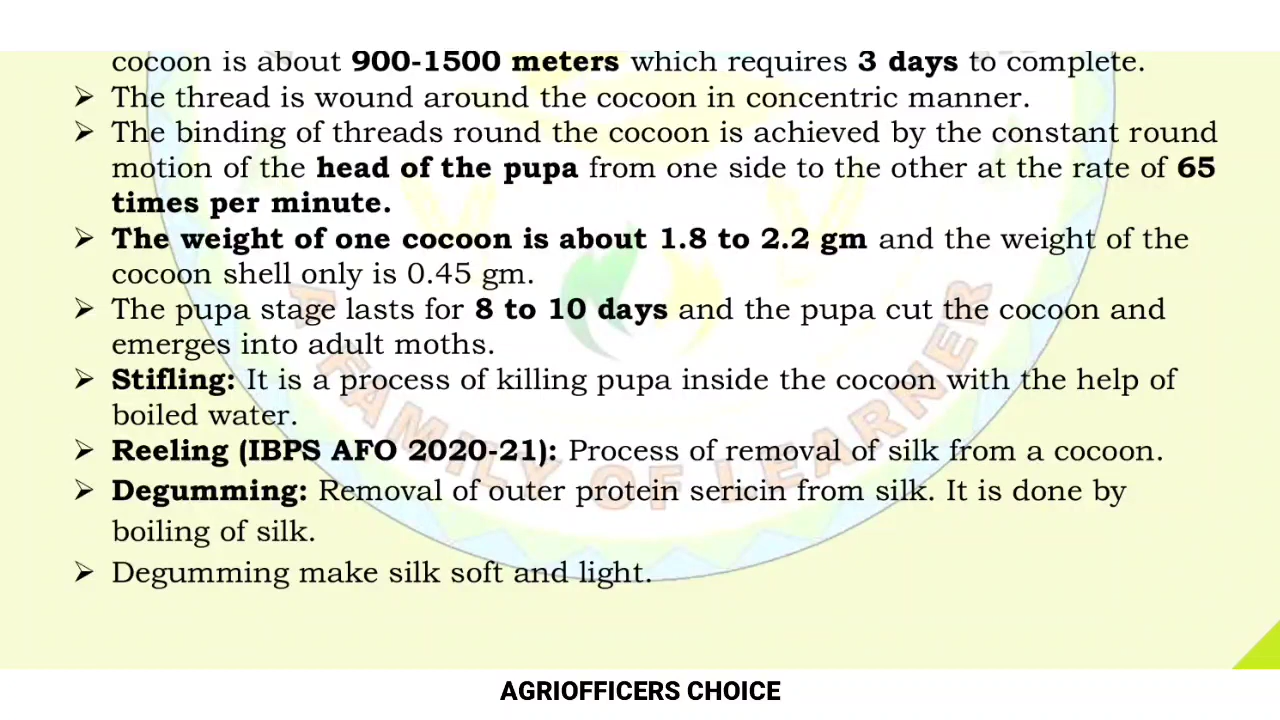 cocoon is about 900-1500 meters which requires 3 days to complete.
➢ The thread is wound around the cocoon in concentric manner.
➢ The binding of threads round the cocoon is achieved by the constant round
motion of the head of the pupa from one side to the other at the rate of 65
times per minute.
➢ The weight of one cocoon is about 1.8 to 2.2 gm and the weight of the
cocoon shell only is 0.45 gm.
➢ The pupa stage lasts for 8 to 10 days and the pupa cut the cocoon and
emerges into adult moths.
➢ Stifling: It is a process of killing pupa inside the cocoon with the help of
boiled water.
➢ Reeling (IBPS AFO 2020-21): Process of removal of silk from a cocoon.
➢ Degumming: Removal of outer protein sericin from silk. It is done by
boiling of silk.
➢ Degumming make silk soft and light.
A FAMILY OF LEARNER
AGRIOFFICERS CHOICE